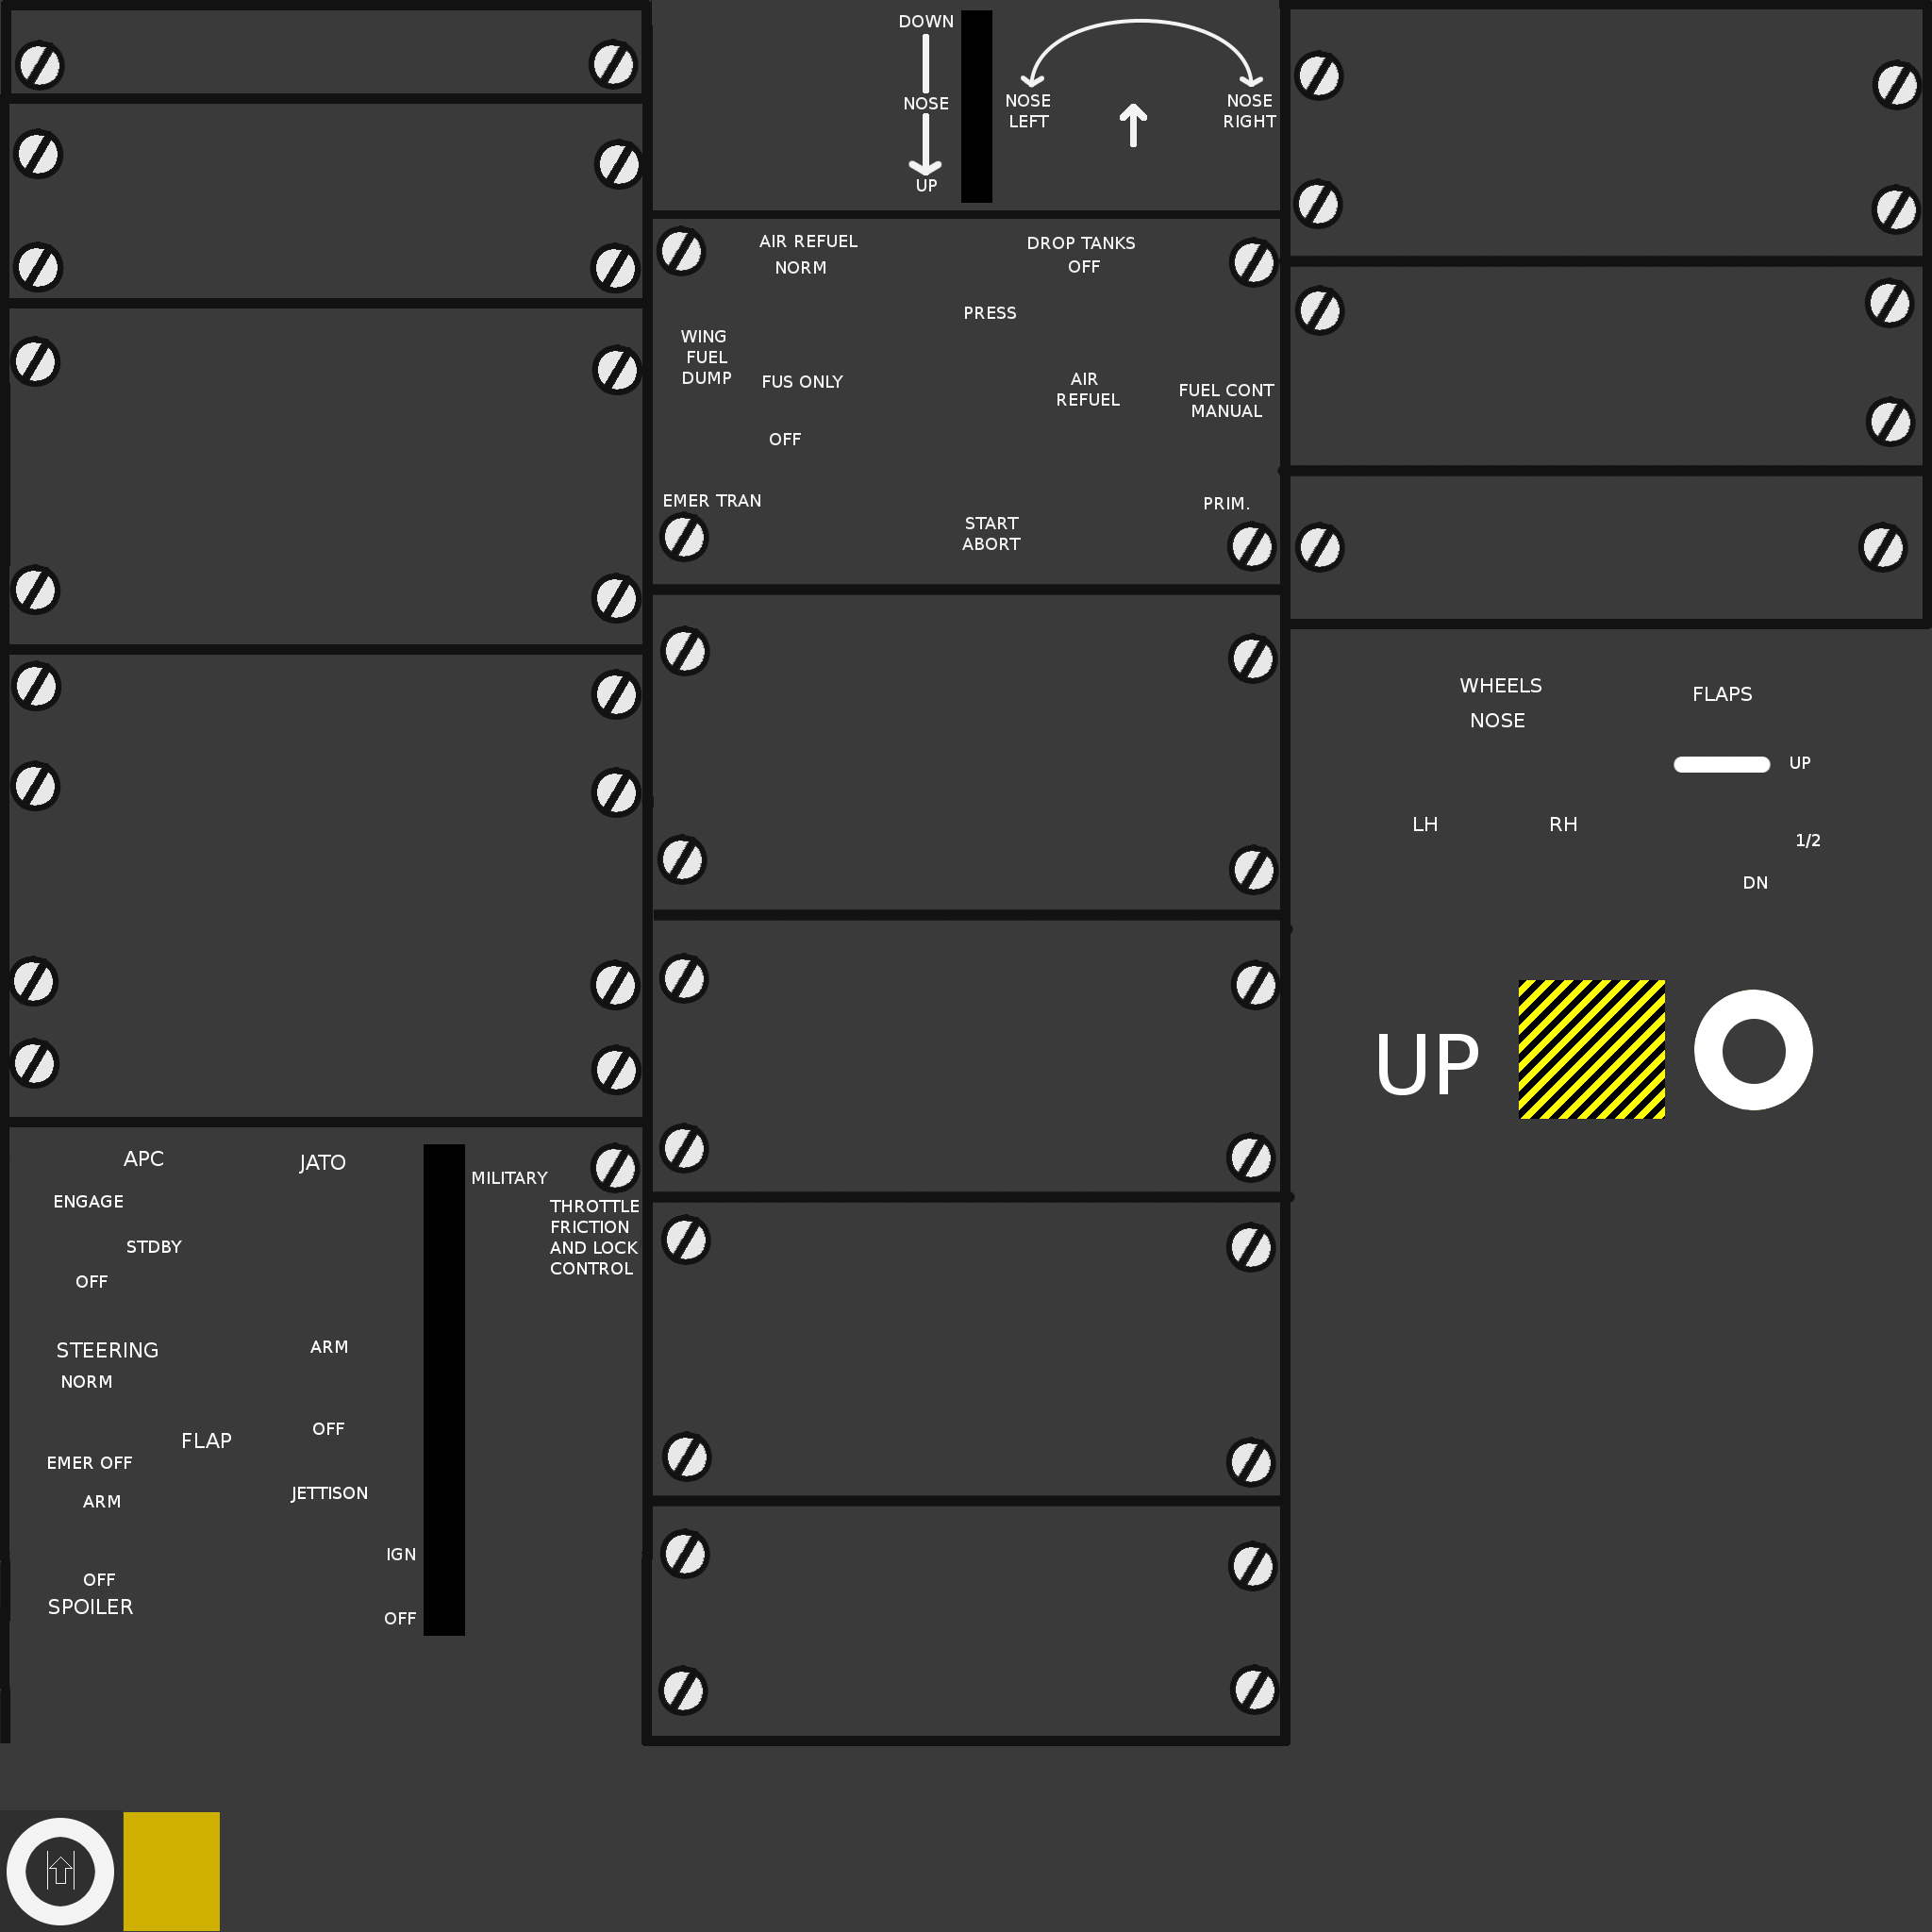 DOWN
NOSE
UP
NOSE
LEFT
NOSE
RIGHT
AIR REFUEL
NORM
DROP TANKS
OFF
PRESS
WING
FUEL
DUMP
FUS ONLY
AIR
REFUEL
FUEL CONT
MANUAL
OFF
EMER TRAN
PRIM.
START
ABORT
WHEELS
NOSE
FLAPS
UP
LH
RH
1/2
DN
UP
APC
JATO
MILITARY
ENGAGE
THROTTLE
FRICTION
AND LOCK
CONTROL
STDBY
OFF
STEERING
ARM
NORM
OFF
FLAP
EMER OFF
JETTISON
ARM
IGN
OFF
SPOILER
OFF